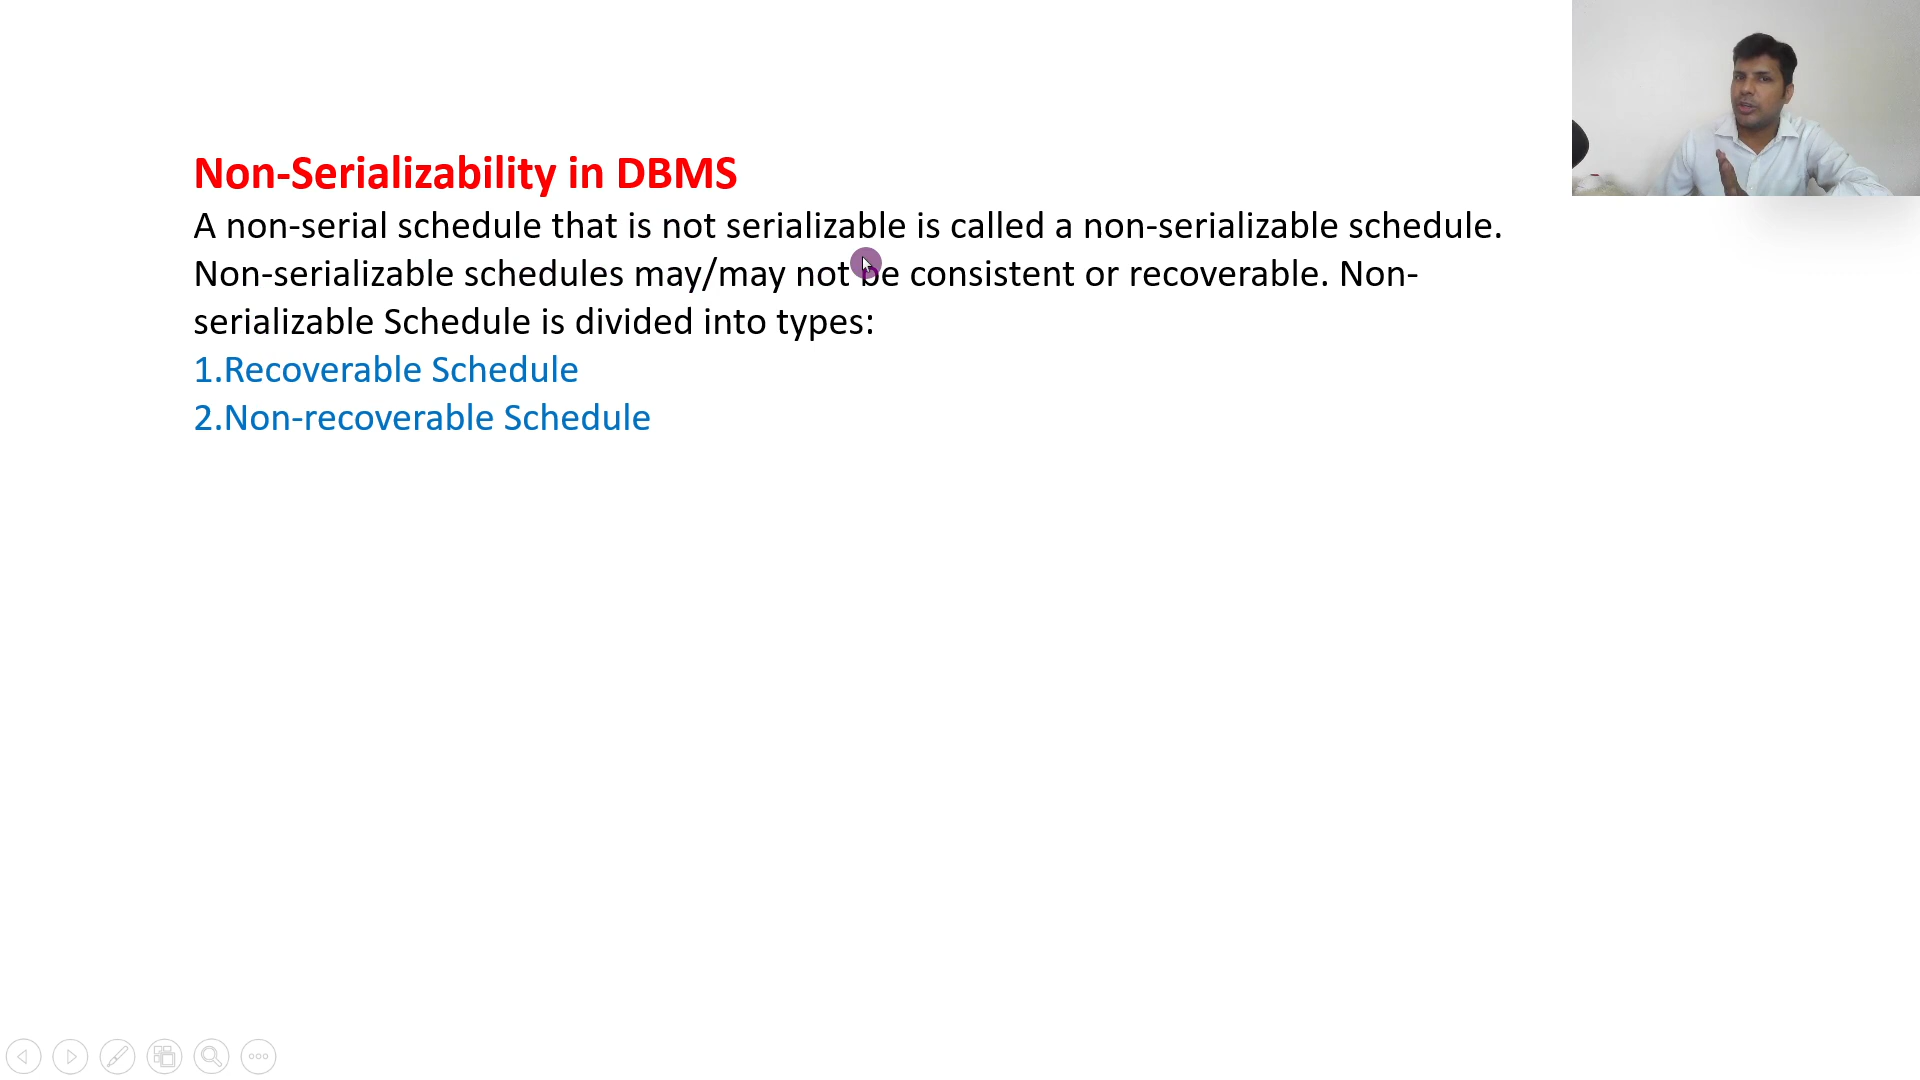 Non-Serializability in DBMS
A non-serial schedule that is not serializable is called a non-serializable schedule.
Non-serializable schedules may/may not be consistent or recoverable. Non-
serializable Schedule is divided into types:
1.Recoverable Schedule
2.Non-recoverable Schedule